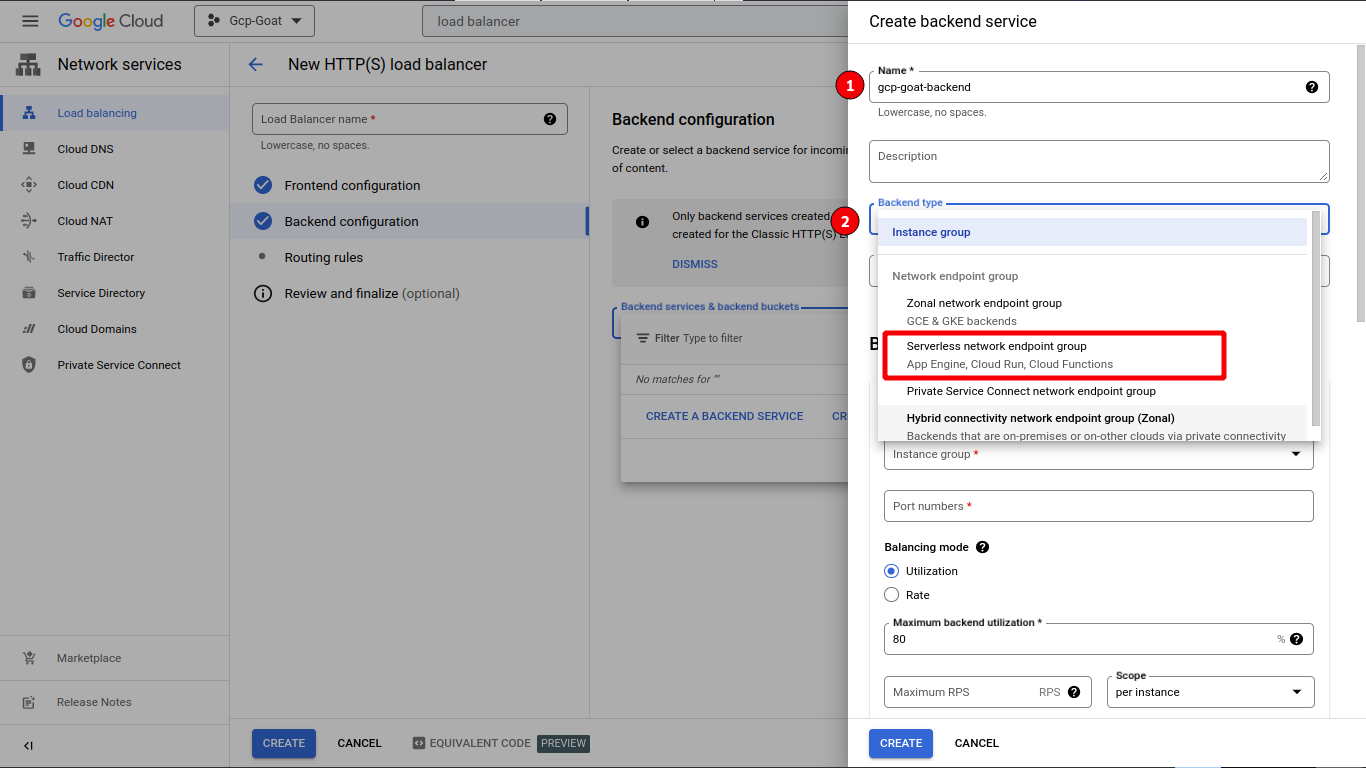 Google Cloud
Gcp-Goat
load balancer
Network services
Load balancing
Cloud DNS
Cloud CDN
Cloud NAT
Traffic Director
Service Directory
Cloud Domains
Private Service Connect
Marketplace
Release Notes
New HTTP(S) load balancer
Load Balancer name *
Lowercase, no spaces.
Frontend configuration
Backend configuration
Routing rules
Review and finalize (optional)
CREATE
CANCEL
EQUIVALENT CODE
PREVIEW
Backend configuration
Create or select a backend service for incomin
of content.
Only backend services created
created for the Classic HTTP(S)
DISMISS
Backend services & backend buckets
Filter Type to filter
No matches for ""
CREATE A BACKEND SERVICE
CR
Create backend service
1
Name *
gcp-goat-backend
Lowercase, no spaces.
Description
2
Backend type
Instance group
Network endpoint group
Zonal network endpoint group
GCE & GKE backends
Serverless network endpoint group
App Engine, Cloud Run, Cloud Functions
Private Service Connect network endpoint group
Hybrid connectivity network endpoint group (Zonal)
Backends that are on-premises or on-other clouds via private connectivity
B
Instance group *
Port numbers *
Balancing mode
Utilization
Rate
Maximum backend utilization *
80
%
Maximum RPS
RPS
Scope
per instance
CREATE
CANCEL